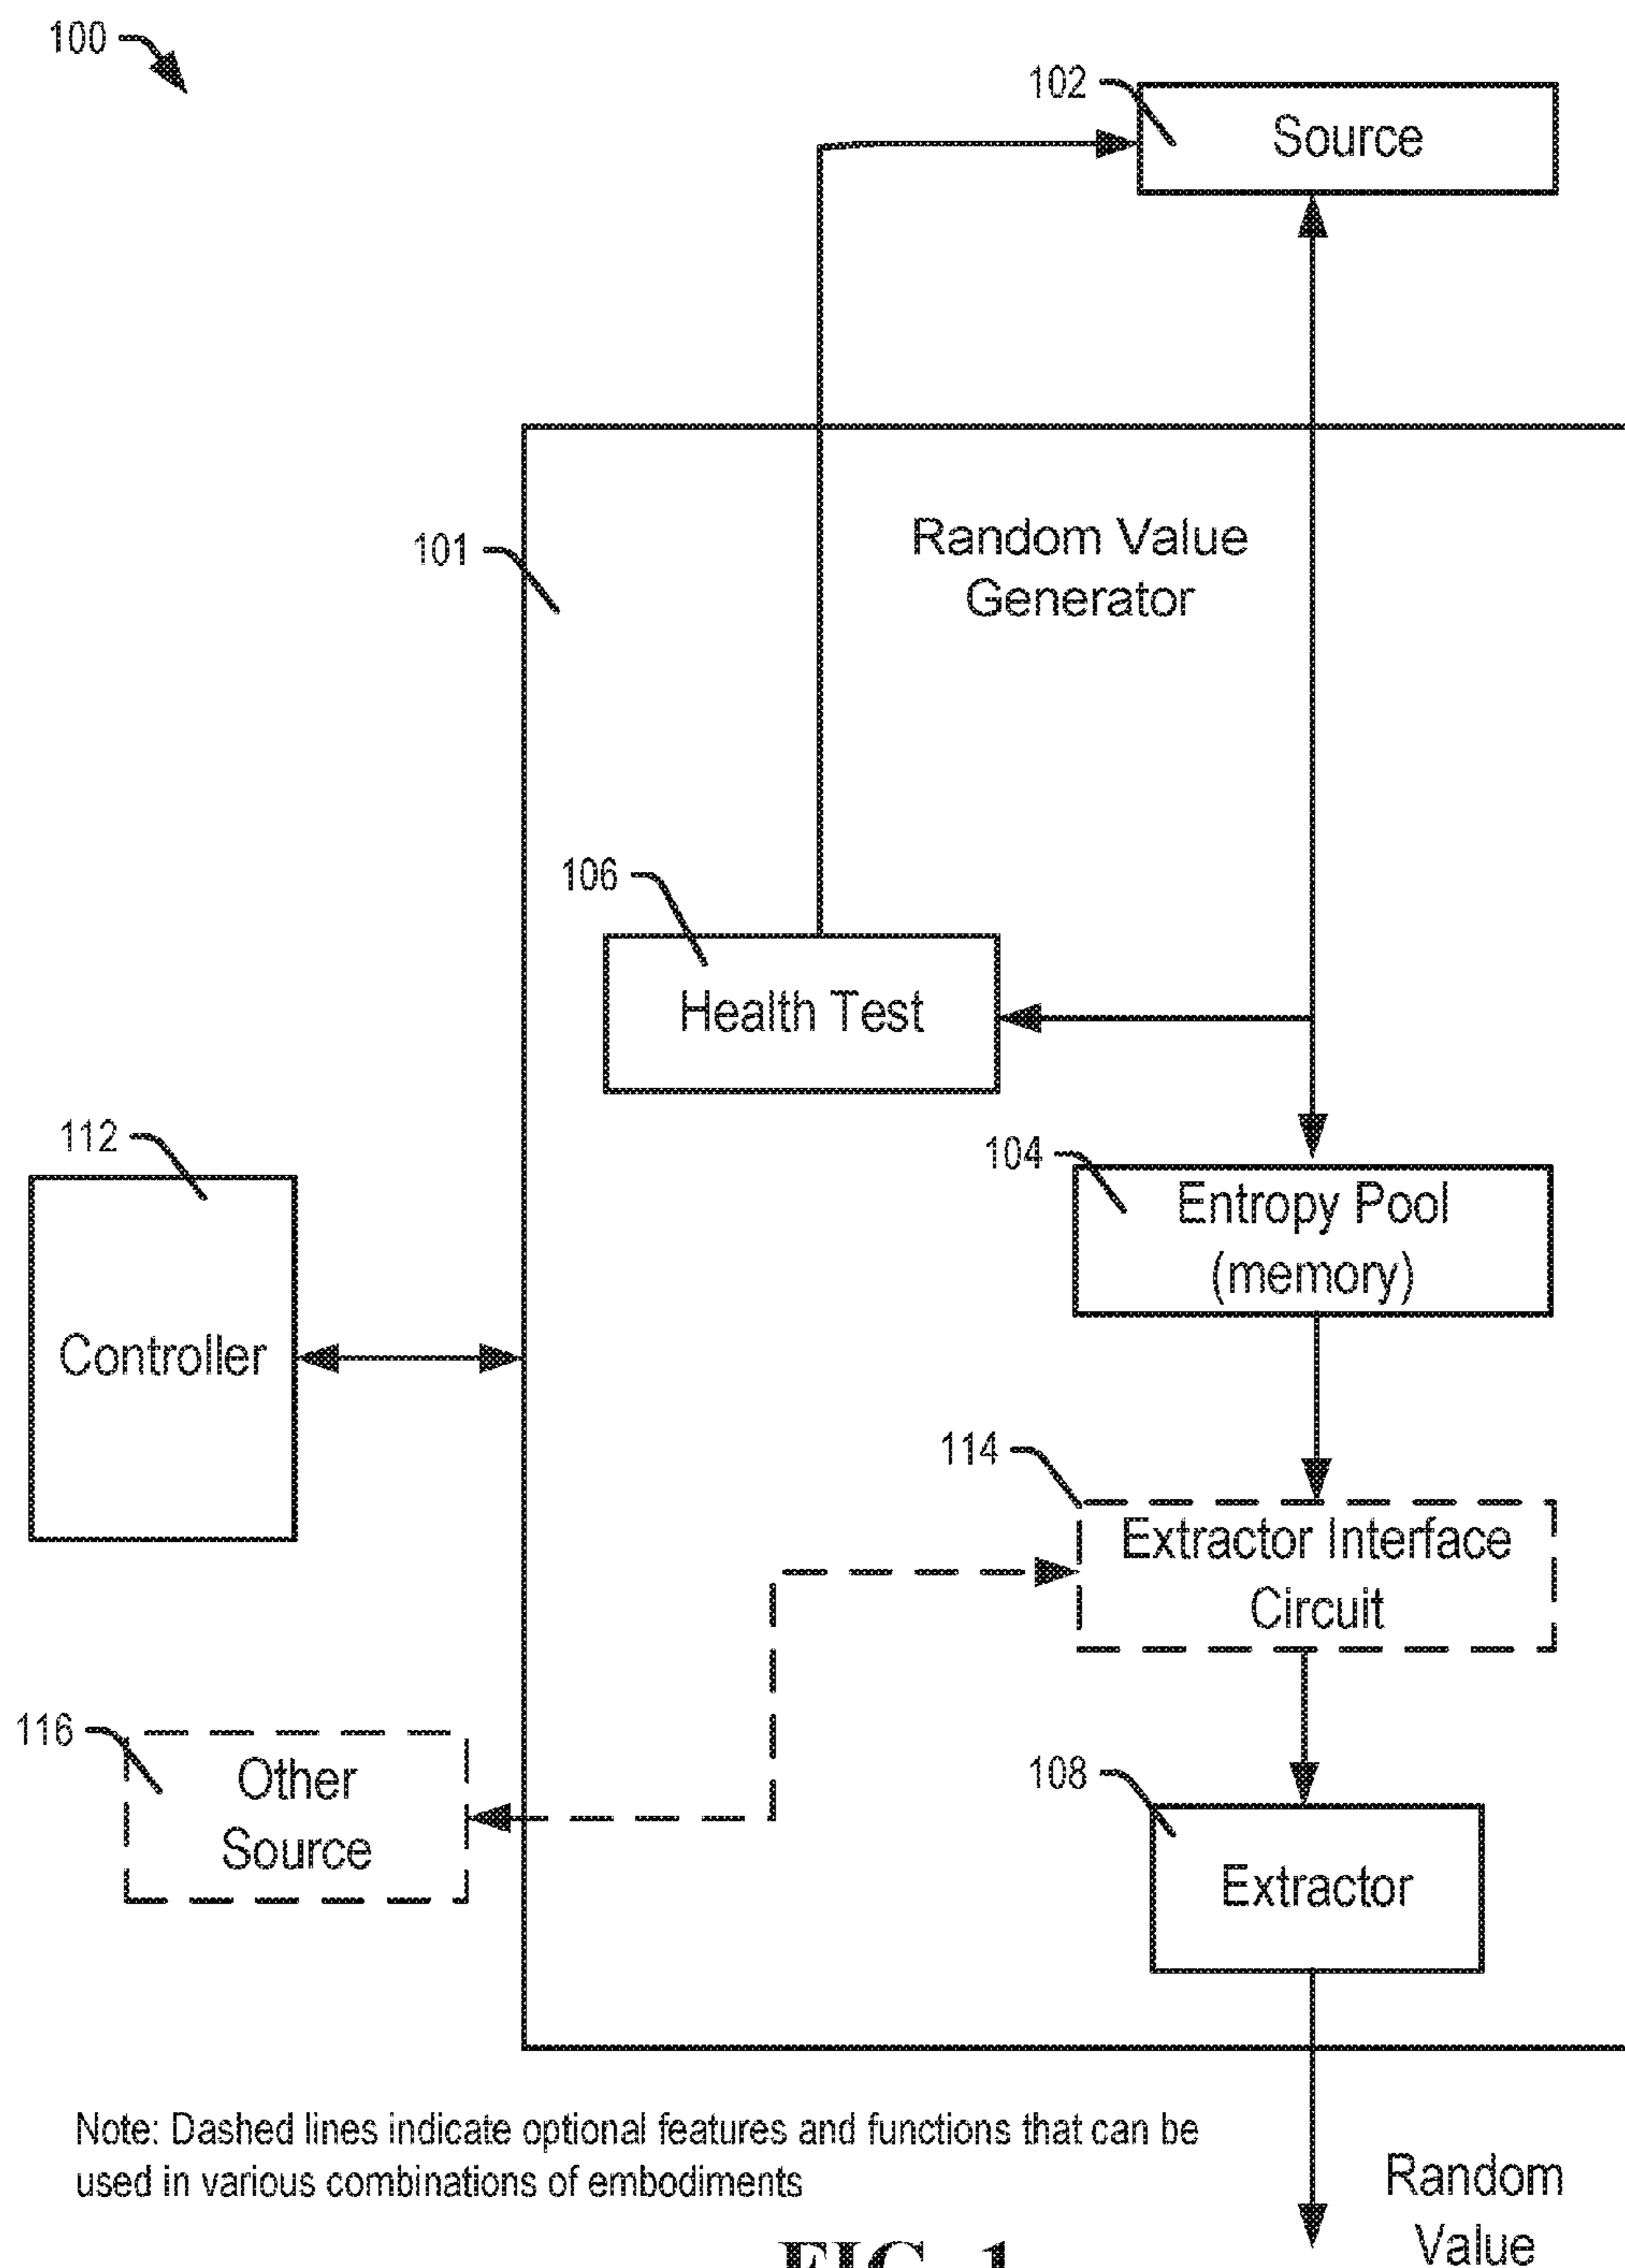 100
102
Source
101
Random Value
Generator
106
Health Test
112
104
Entropy Pool
(memory)
Controller
114
Extractor Interface
Circuit
116
Other
Source
108
Extractor
Note: Dashed lines indicate optional features and functions that can be
used in various combinations of embodiments
Random
Value
FIG. 1